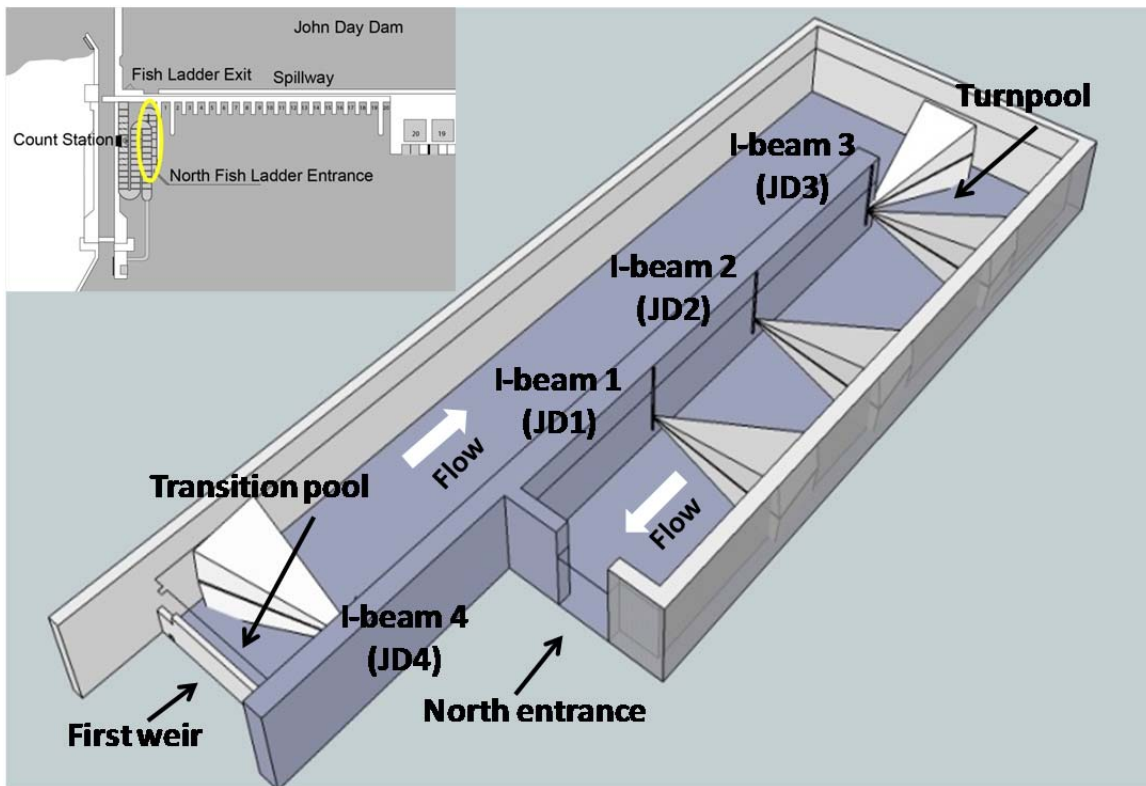 John Day Dam
Fish Ladder Exit
Spillway
Count Station
20 19
North Fish Ladder Entrance
Turnpool
I-beam 3
(JD3)
I-beam 2
(JD2)
I-beam 1
(JD1)
Flow
Flow
Transition pool
I-beam 4
(JD4)
North entrance
First weir